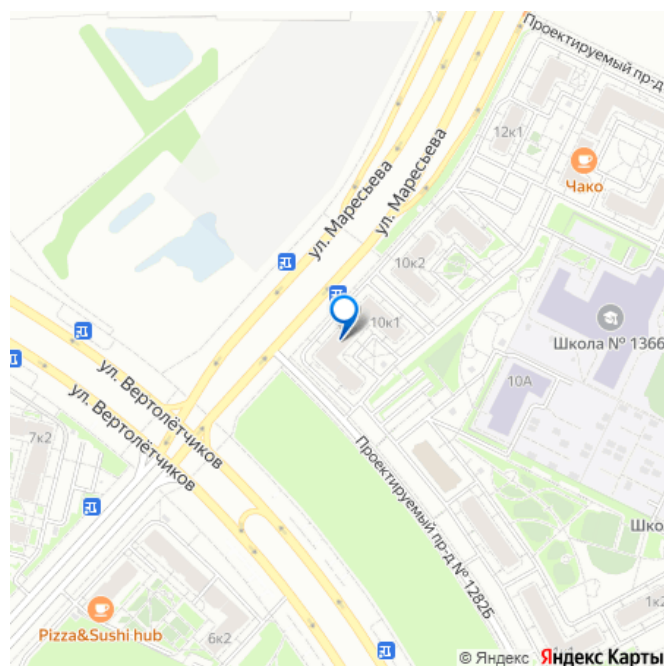 Проектируемый пр-д
12к1
Чако
ул. Маресьева
ул. Маресьева
10к2
10к1
Школа № 1366
10А
ул. Вертолётчиков
ул. Вертолётчиков
7к2
Проектируемый пр-д № 1282Б
Шко
Pizza&Sushi hub
6к2
1к2
© Яндекс Яндекс Карты